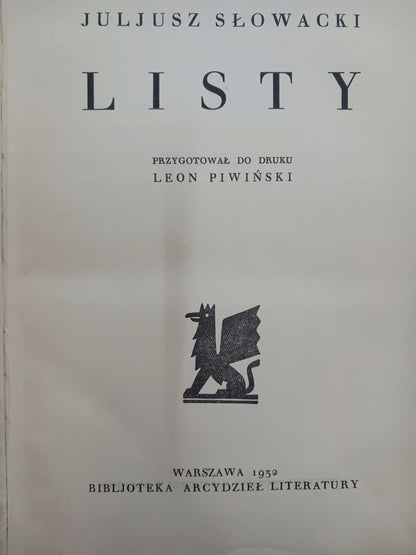 JULJUSZ SŁOWACKI
LISTY
PRZYGOTOWAŁ DO DRUKU
LEON PIWIŃSKI
WARSZAWA 1932
BIBLJOTEKA ARCYDZIEŁ LITERATURY